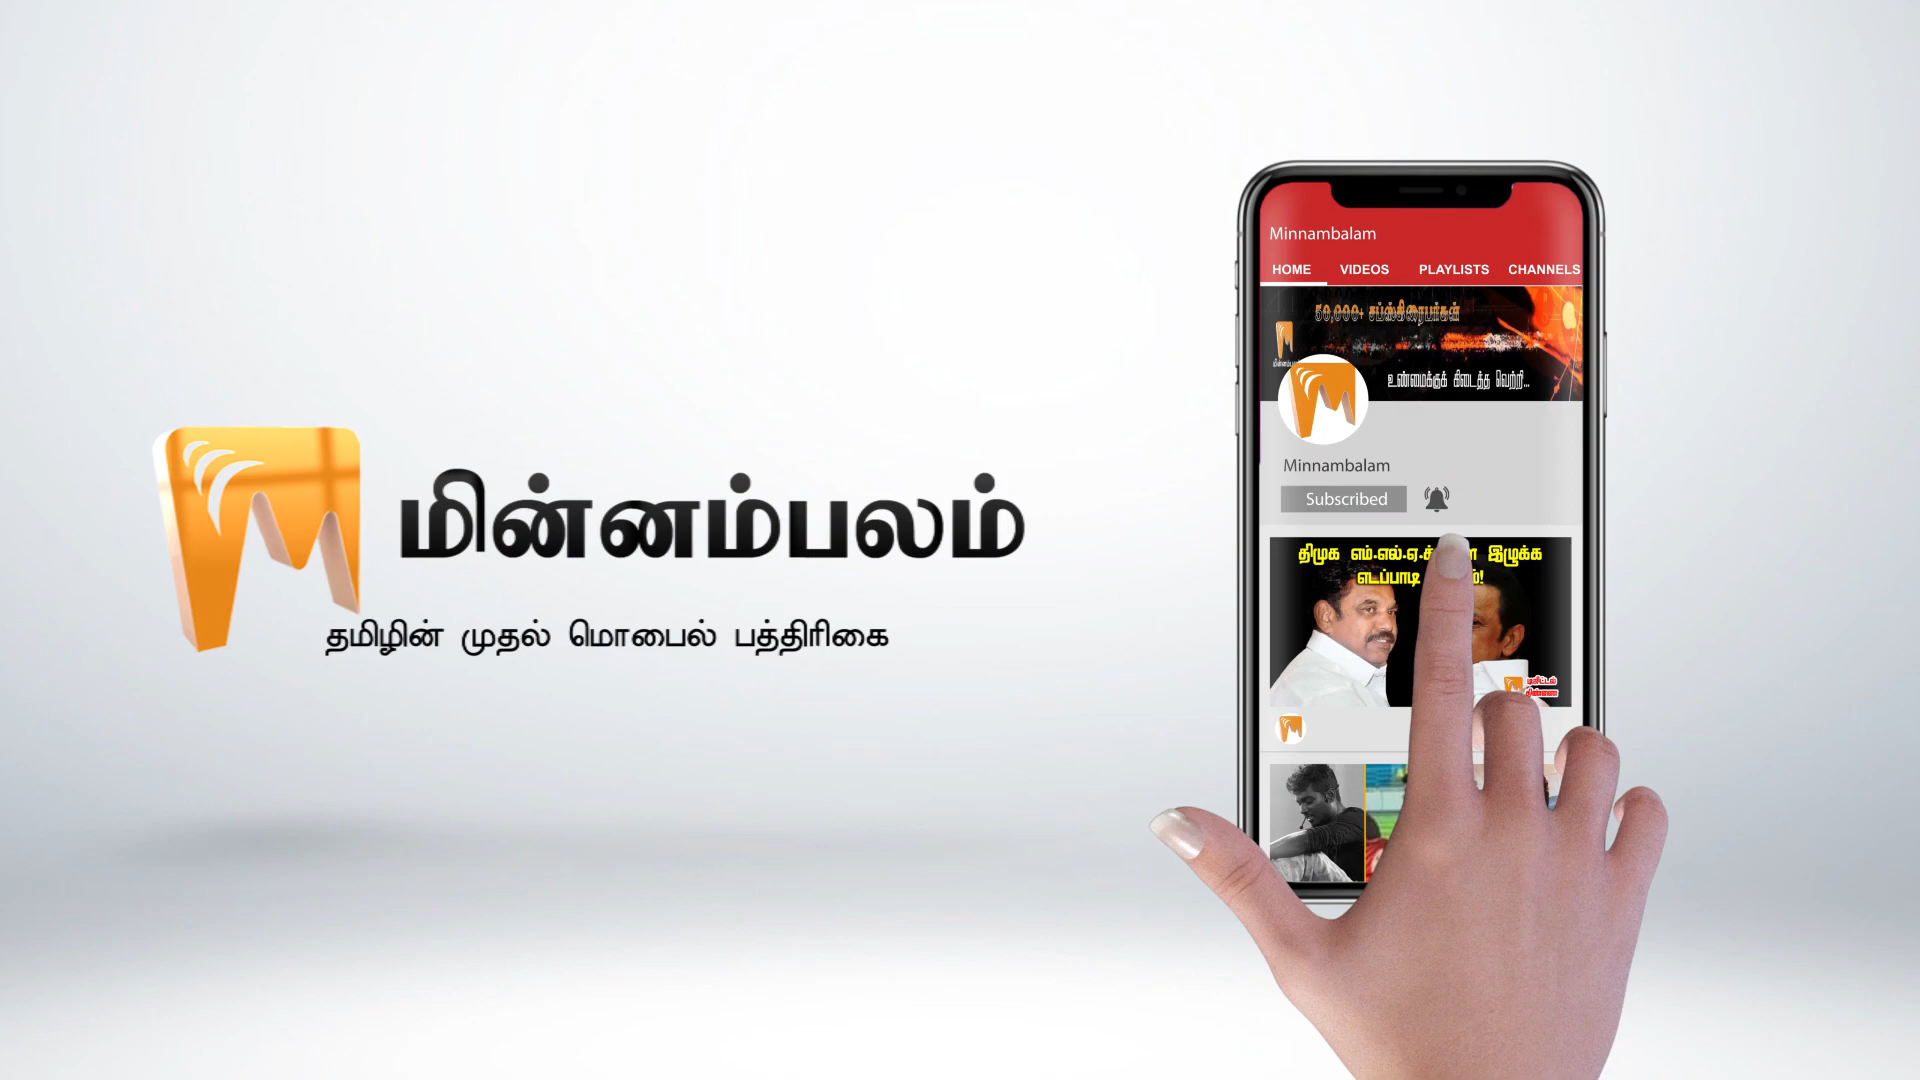 மின்னம்பலம்
தமிழின் முதல் மொபைல் பத்திரிகை
Minnambalam
HOME VIDEOS PLAYLISTS CHANNELS
50,000+ சப்ஸ்கிரைபர்கள்
உண்மைக்குக் கிடைத்த வெற்றி...
Minnambalam
Subscribed
திமுக எம்.எல்.ஏ. இழுக்க
எடப்பாடி
டிஜிட்டல்
திண்ணை